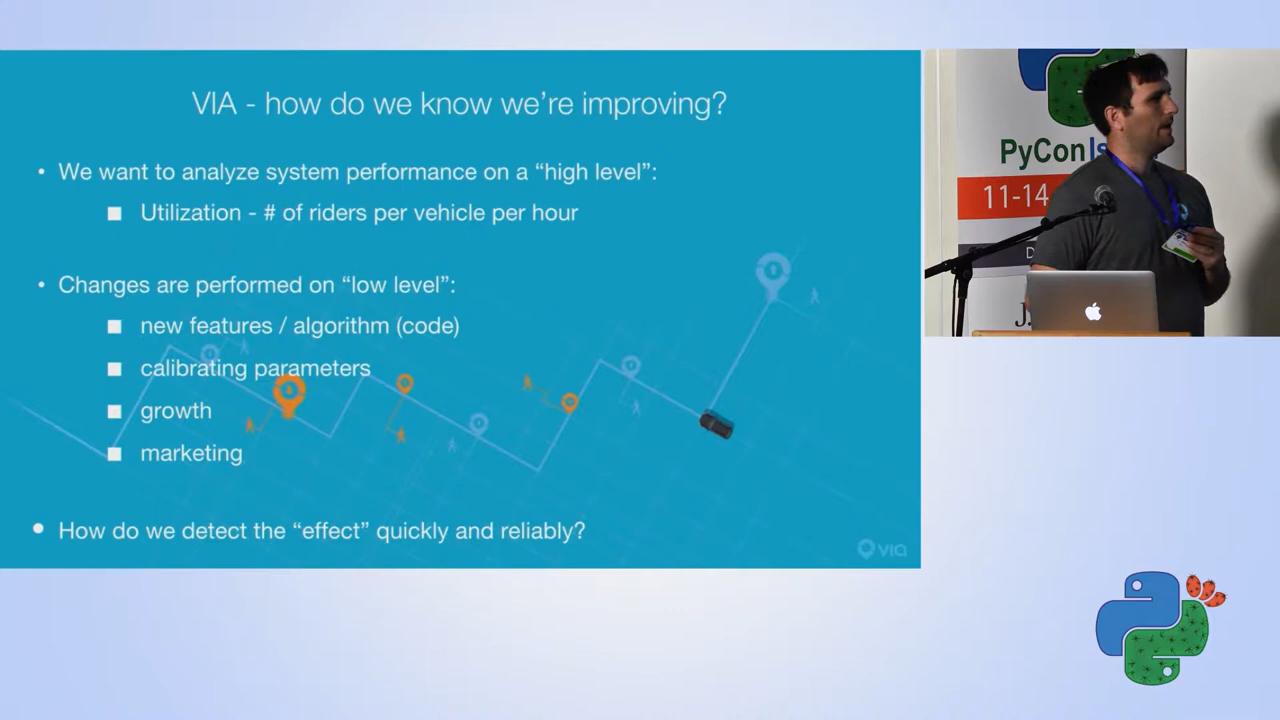 VIA - how do we know we're improving?
• We want to analyze system performance on a “high level”:
■ Utilization - # of riders per vehicle per hour
• Changes are performed on “low level”:
■ new features / algorithm (code)
■ calibrating parameters
■ growth
■ marketing
• How do we detect the “effect” quickly and reliably?
via
PyCon Is
11-14
D
J.